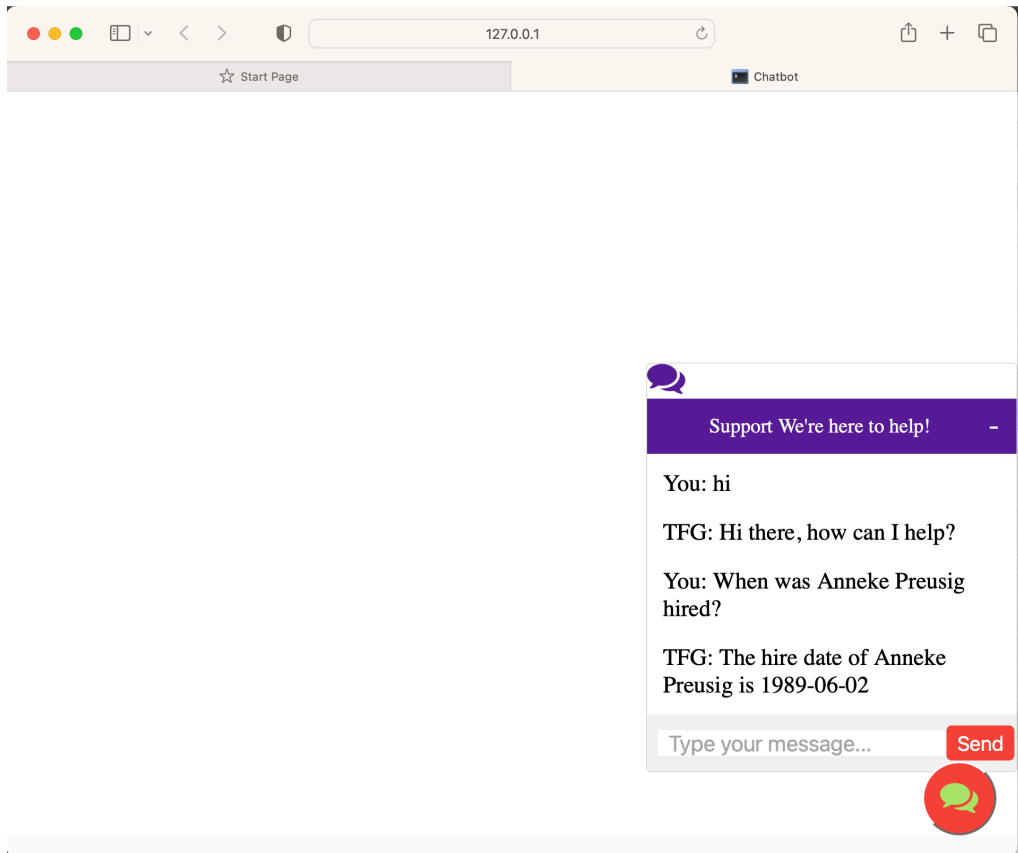 127.0.0.1
Start Page
Chatbot
Support We're here to help!
-
You: hi
TFG: Hi there, how can I help?
You: When was Anneke Preusig
hired?
TFG: The hire date of Anneke
Preusig is 1989-06-02
Type your message...
Send